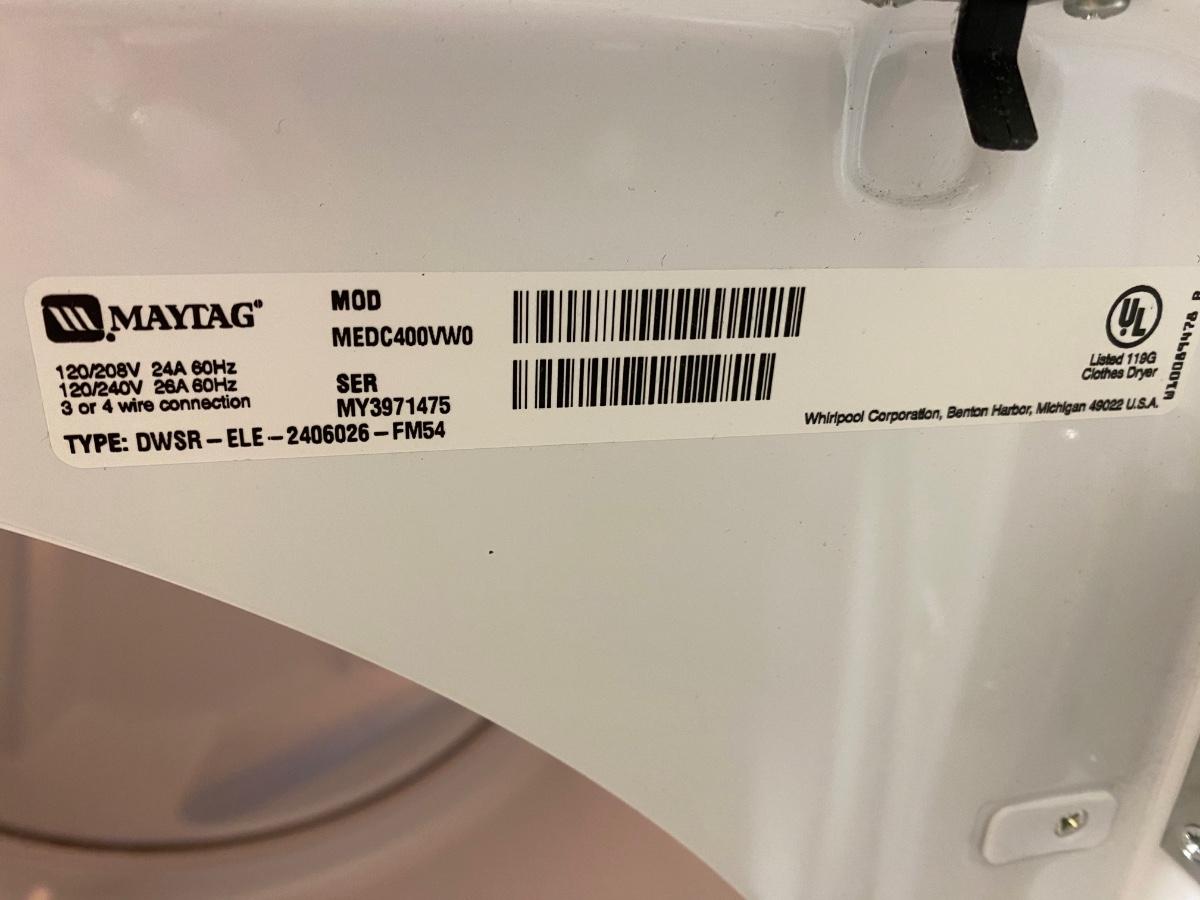 MAYTAG®
120/208V 24A 60Hz
120/240V 26A 60Hz
3 or 4 wire connection
TYPE: DWSR-ELE-2406026-FM54
MOD
MEDC400VW0
SER
MY3971475
UL
Listed 119G
Clothes Dryer
Whirlpool Corporation, Benton Harbor, Michigan 49022 U.S.A.